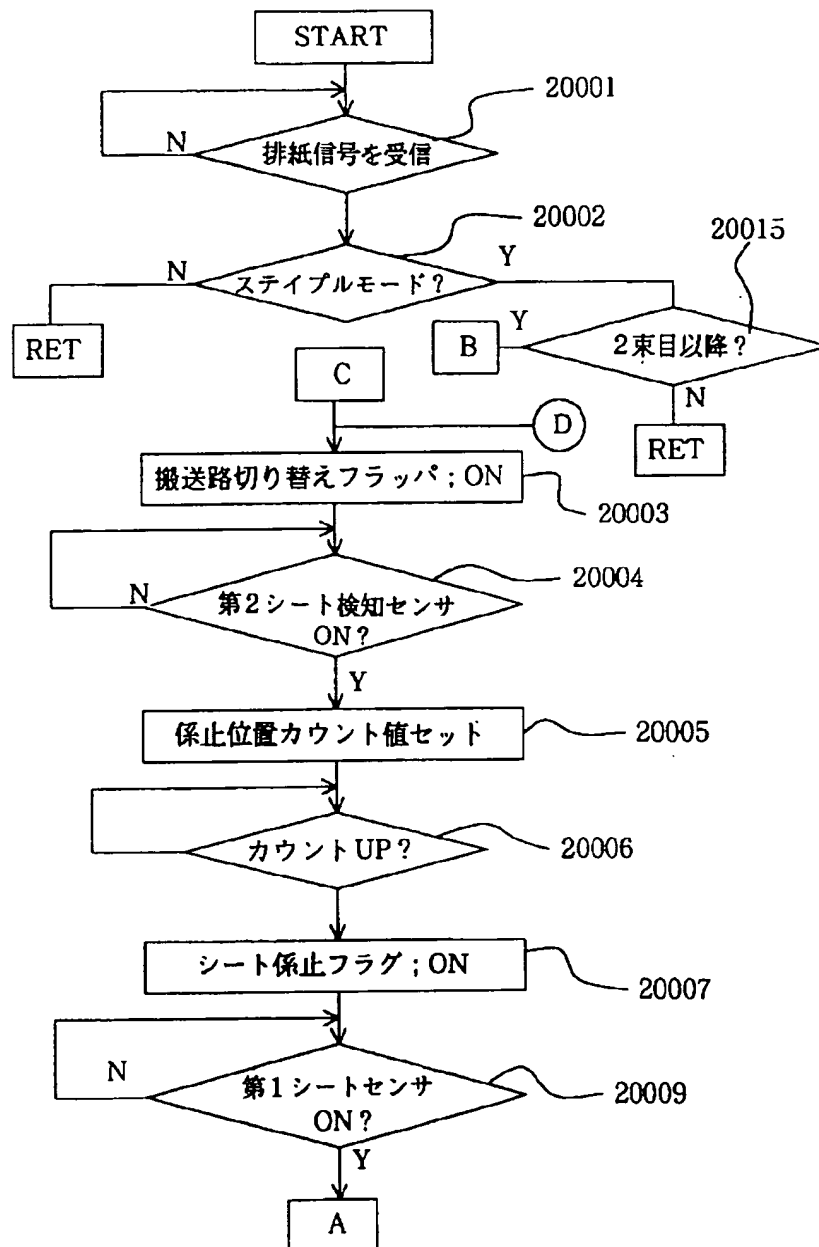 START
20001
N
排紙信号を受信
20002
20015
N
ステイプルモード?
Y
RET
B
Y
2束目以降?
N
RET
C
D
搬送路切り替えフラッパ;ON
20003
20004
N
第2シート検知センサ
ON?
Y
係止位置カウント値セット
20005
カウントUP?
20006
シート係止フラグ;ON
20007
N
第1シートセンサ
ON?
20009
Y
A